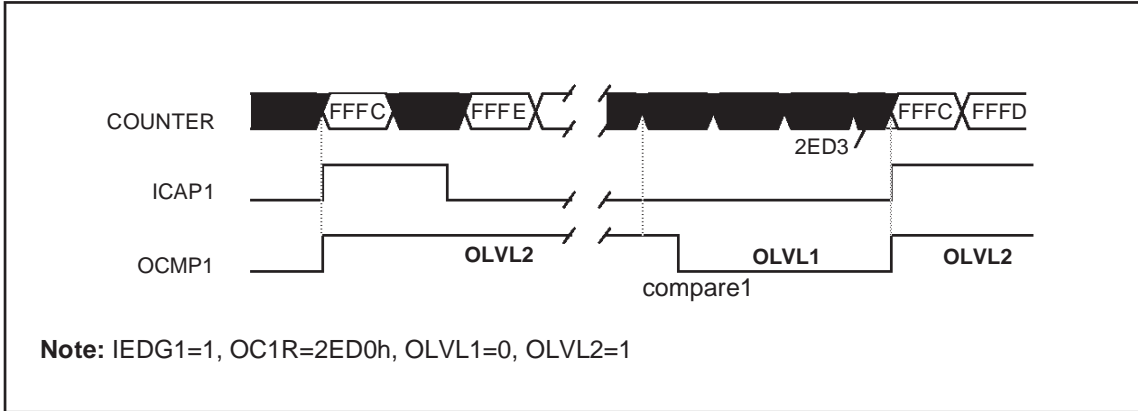 COUNTER FFFC FFFE 2ED3 FFFC FFFD
ICAP1
OCMP1 OLVL2 compare1 OLVL1 OLVL2
Note: IEDG1=1, OC1R=2ED0h, OLVL1=0, OLVL2=1